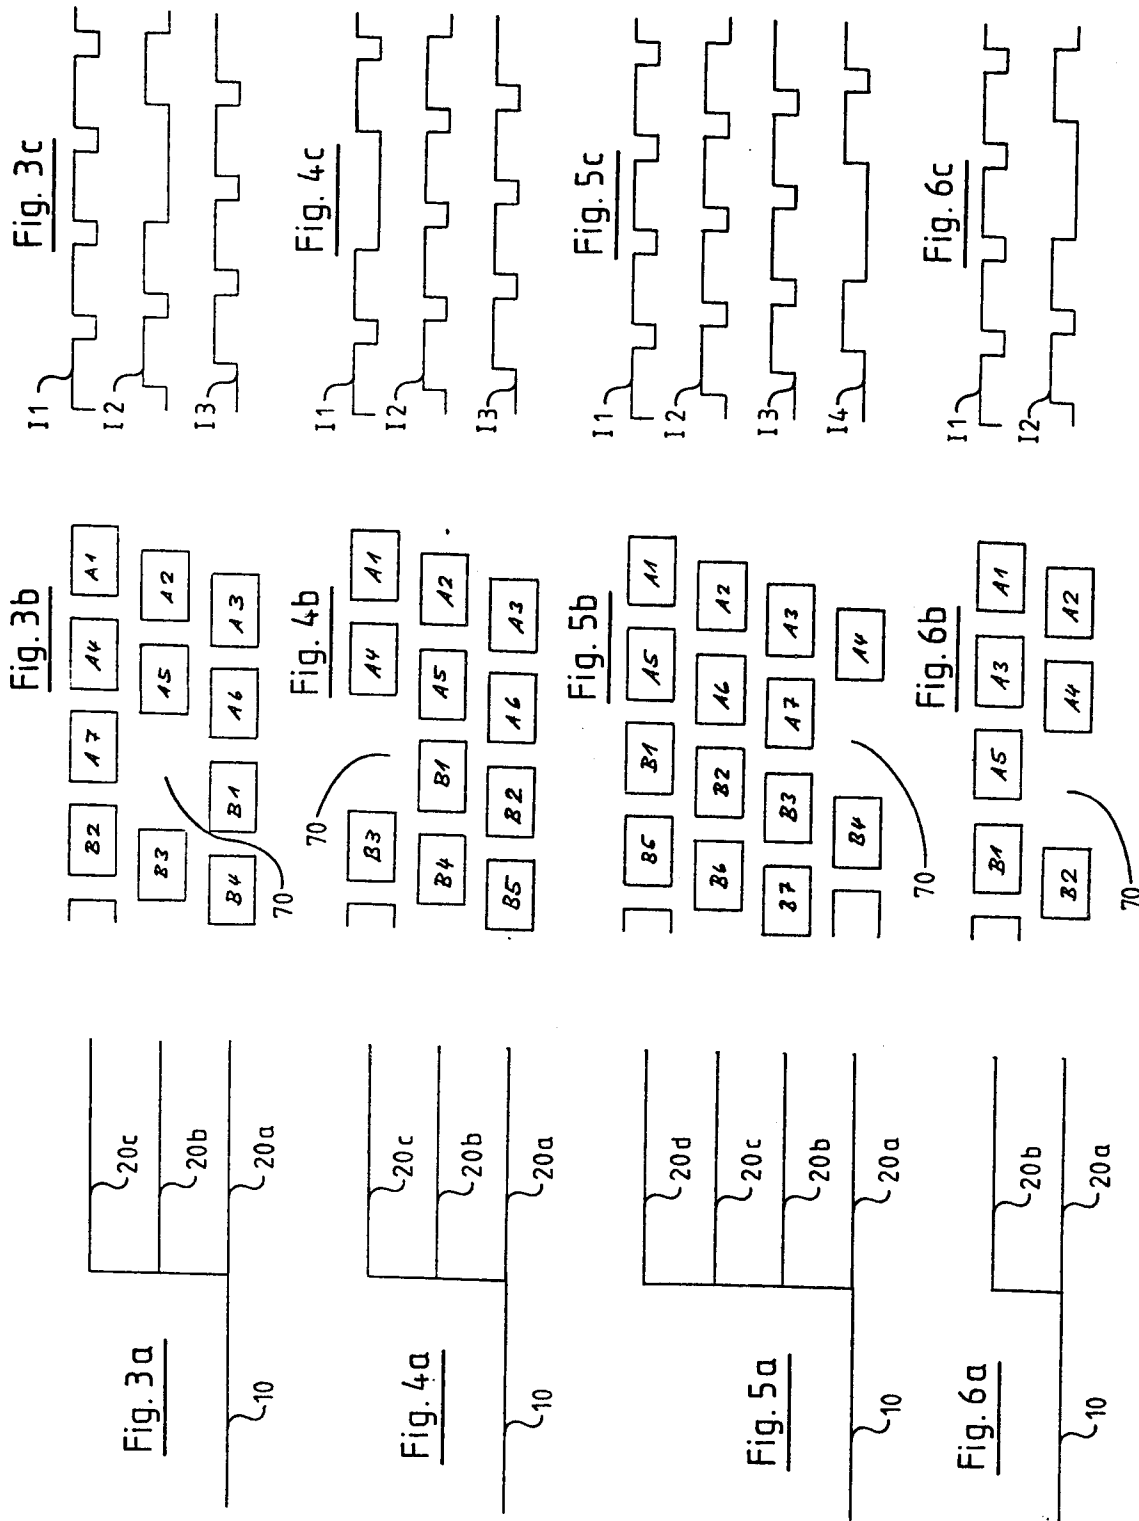 Fig. 3a
10
20c
20b
20a
Fig. 3b
B2 A7 A4 A1
B3 A5 A2
B4 B1 A6 A3
70
Fig. 3c
I1
I2
I3
Fig. 4a
10
20c
20b
20a
Fig. 4b
70
B3 A4 A1
B4 B1 A5 A2
B5 B2 A6 A3
Fig. 4c
I1
I2
I3
Fig. 5a
10
20d
20c
20b
20a
Fig. 5b
B5 B1 A5 A1
B6 B2 A6 A2
B7 B3 A7 A3
B4 A4
70
Fig. 5c
I1
I2
I3
I4
Fig. 6a
10
20b
20a
Fig. 6b
B1 A5 A3 A1
B2 A4 A2
70
Fig. 6c
I1
I2